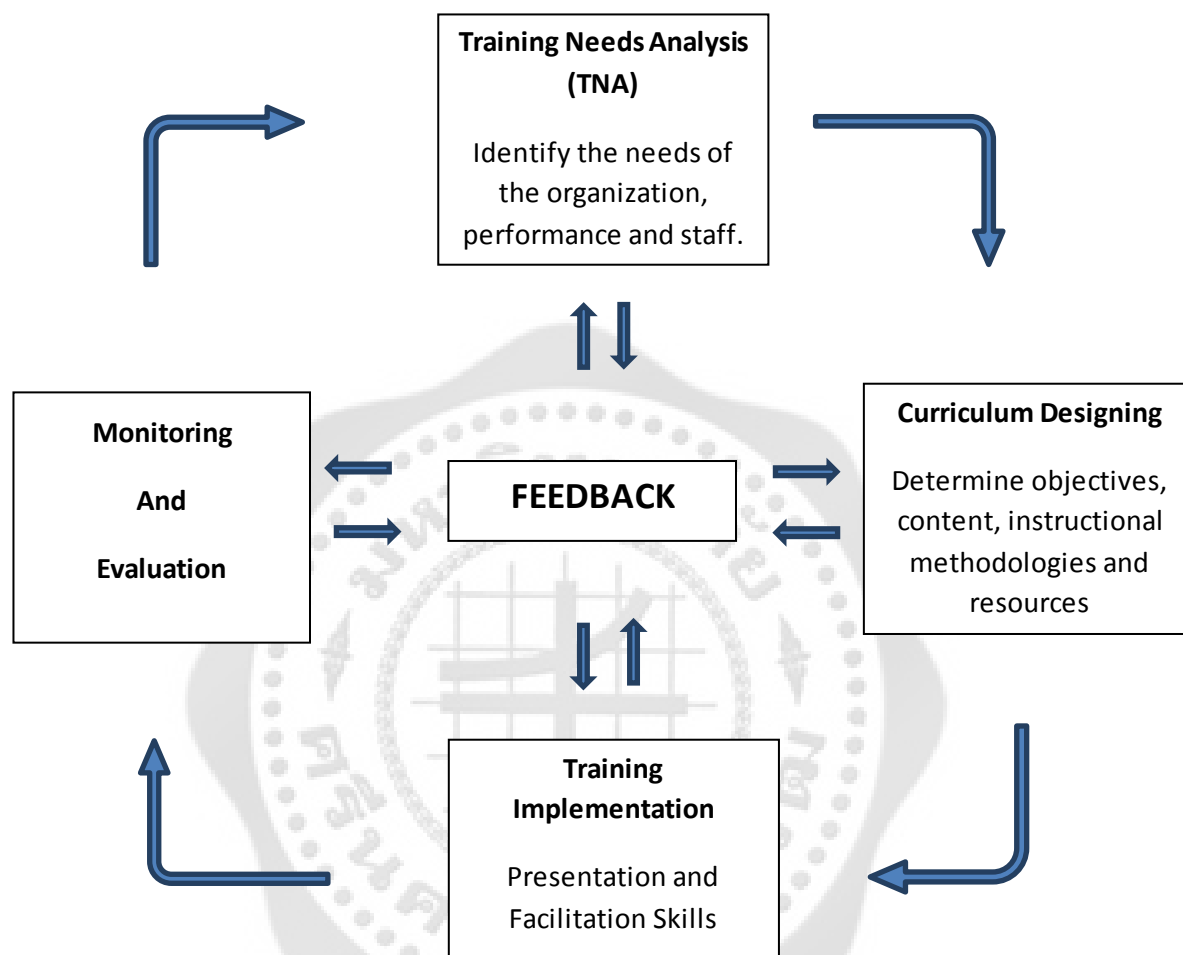 Training Needs Analysis
(TNA)
Identify the needs of
the organization,
performance and staff.
Monitoring
And
Evaluation
FEEDBACK
Curriculum Designing
Determine objectives,
content, instructional
methodologies and
resources
Training
Implementation
Presentation and
Facilitation Skills